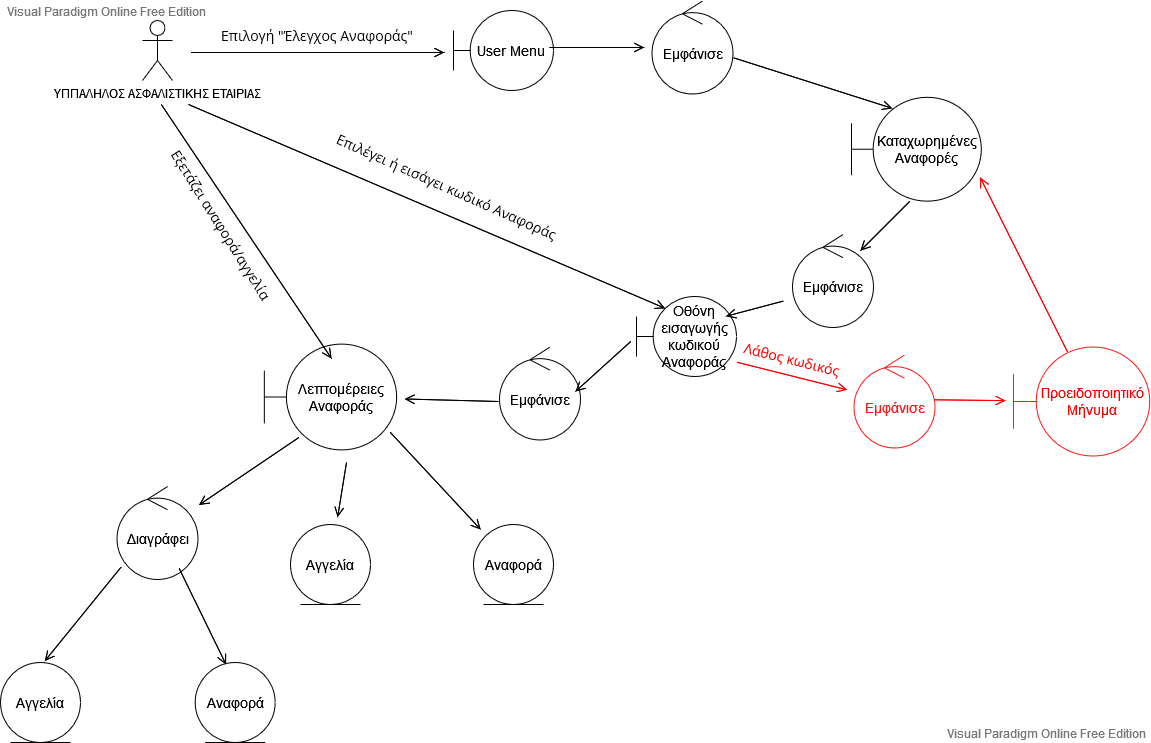 Visual Paradigm Online Free Edition
Επιλογή "Έλεγχος Αναφοράς"
User Menu
Εμφάνισε
ΥΠΠΑΛΗΛΟΣ ΑΣΦΑΛΙΣΤΙΚΗΣ ΕΤΑΙΡΙΑΣ
Καταχωρημένες
Αναφορές
Επιλέγει ή εισάγει κωδικό Αναφοράς
Εξετάζει αναφορά/αγγελία
Εμφάνισε
Οθόνη
εισαγωγής
κωδικού
Αναφοράς
Λάθος κωδικός
Εμφάνισε
Προειδοποιητικό
Μήνυμα
Εμφάνισε
Λεπτομέρειες
Αναφοράς
Διαγράφει
Αγγελία
Αναφορά
Αγγελία
Αναφορά
Visual Paradigm Online Free Edition